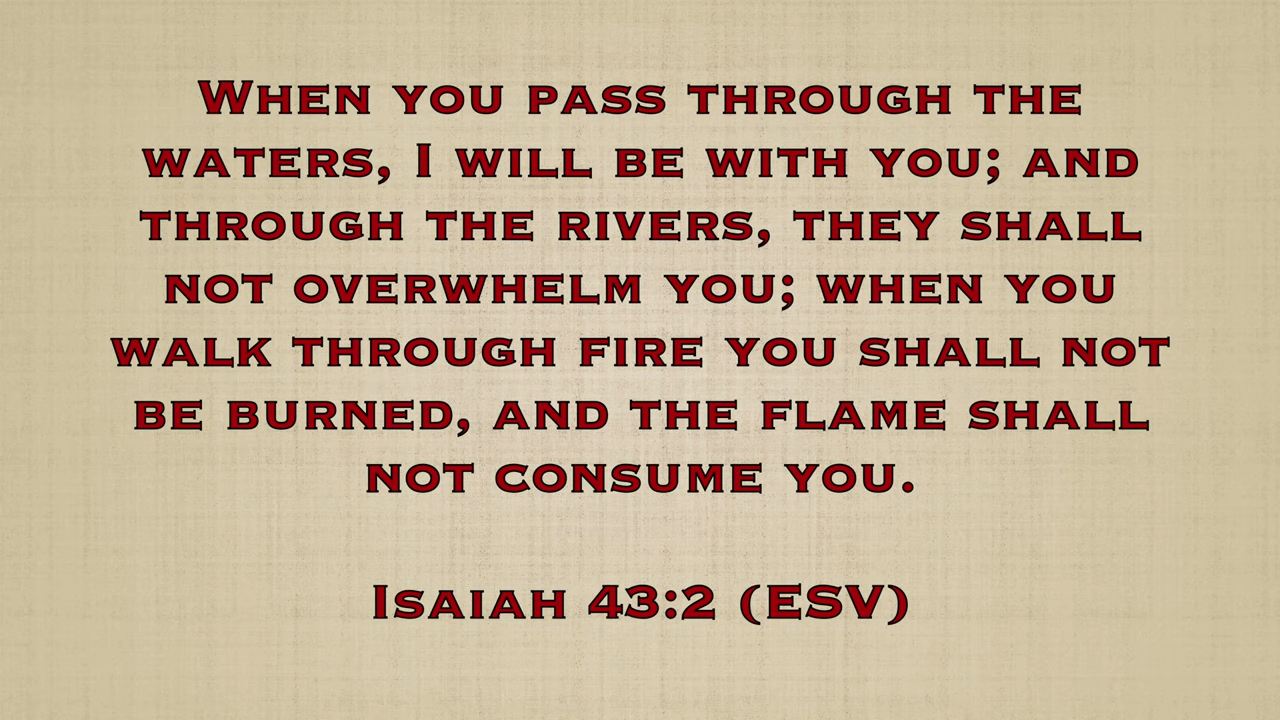 When you pass through the
waters, I will be with you; and
through the rivers, they shall
not overwhelm you; when you
walk through fire you shall not
be burned, and the flame shall
not consume you.
Isaiah 43:2 (ESV)